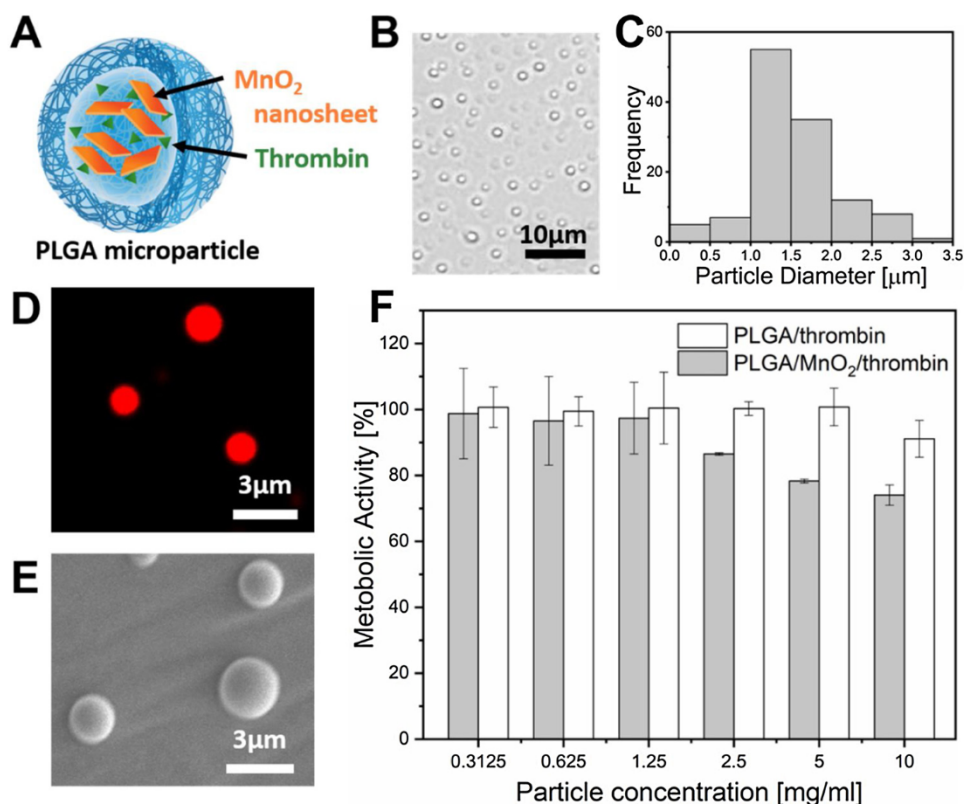 A
MnO₂
nanosheet
Thrombin
PLGA microparticle
B
10μm
C
60
40
20
0
Frequency
0.0 0.5 1.0 1.5 2.0 2.5 3.0 3.5
Particle Diameter [μm]
D
3μm
E
3μm
F
PLGA/thrombin
PLGA/MnO₂/thrombin
120
100
80
60
40
20
0
Metobolic Activity [%]
0.3125 0.625 1.25 2.5 5 10
Particle concentration [mg/ml]